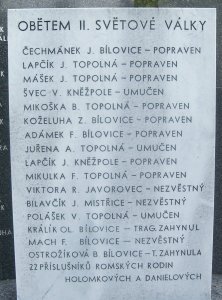 OBĚTEM II. SVĚTOVÉ VÁLKY
ČECHMÁNEK J. BÍLOVICE – POPRAVEN
LAPČÍK J. TOPOLNÁ – POPRAVEN
MÁŠEK J. TOPOLNÁ – POPRAVEN
ŠVEC V. KNĚŽPOLE – UMUČEN
MIKOŠKA B. TOPOLNÁ – POPRAVEN
KOŽELUHA Z. BÍLOVICE – POPRAVEN
ADÁMEK F. BÍLOVICE – POPRAVEN
JUŘENA A. TOPOLNÁ – UMUČEN
LAPČÍK J. KNĚŽPOLE – POPRAVEN
MIKULKA F. TOPOLNÁ – POPRAVEN
VIKTORA R. JAVOROVEC – NEZVĚSTNÝ
BILAVČÍK J. MISTŘICE – NEZVĚSTNÝ
POLÁŠEK V. TOPOLNÁ – UMUČEN
KRÁLÍK OL. BÍLOVICE – TRAG. ZAHYNUL
MACH F. BÍLOVICE – NEZVĚSTNÝ
OSTROŽÍKOVÁ B. BÍLOVICE – T. ZAHYNULA
22 PŘÍSLUŠNÍKŮ ROMSKÝCH RODIN
HOLOMKOVÝCH A DANIELOVÝCH